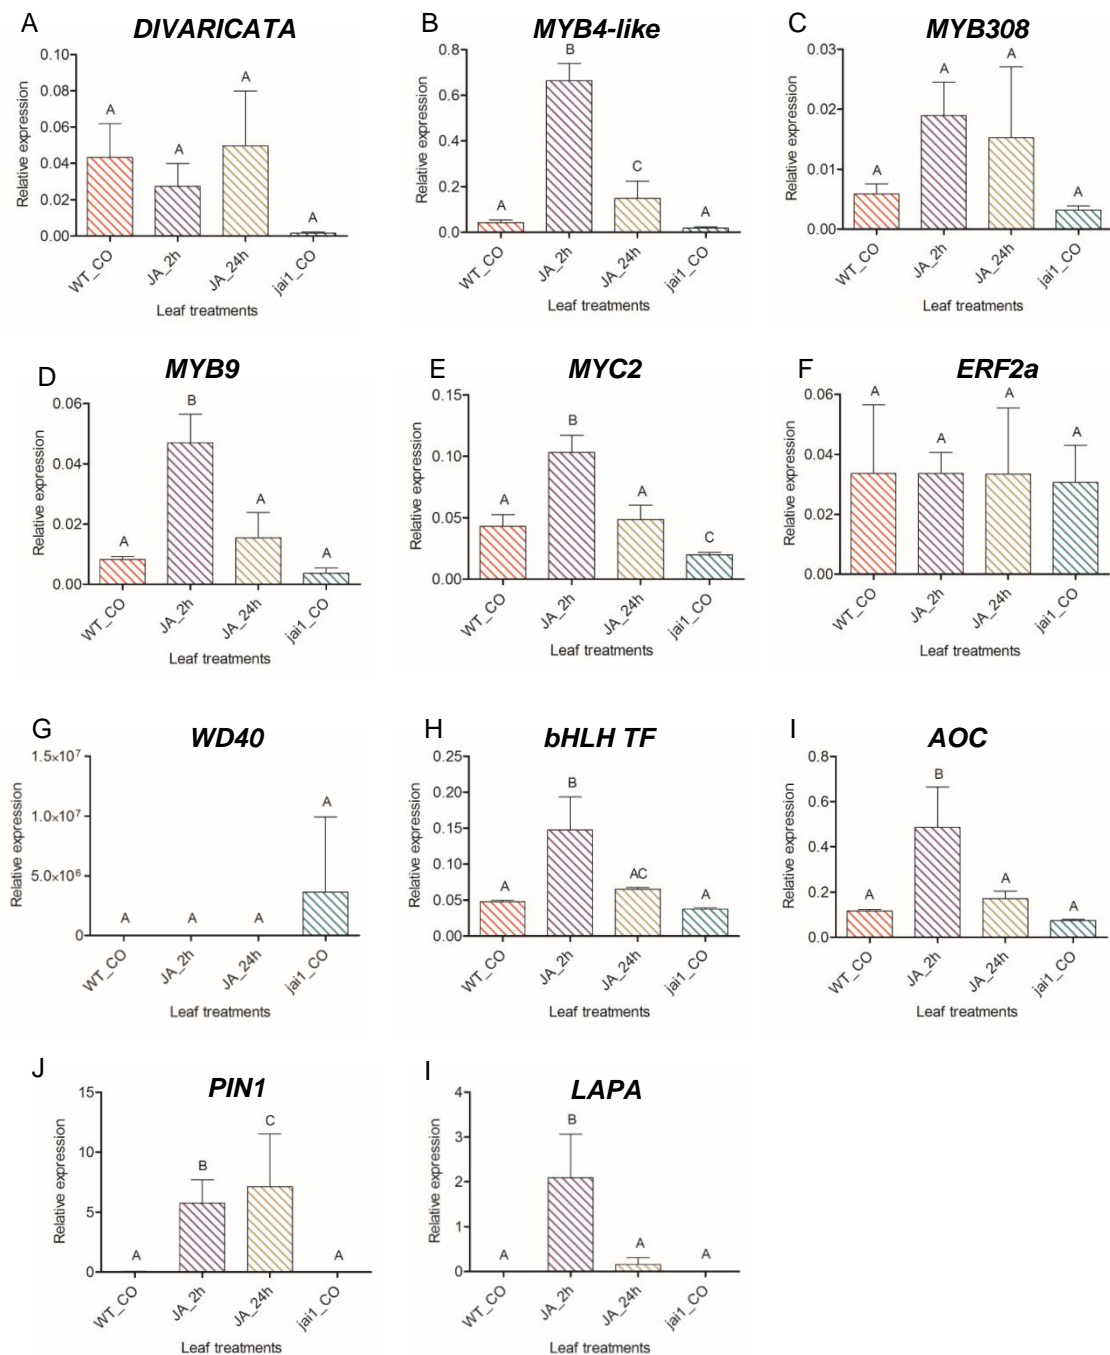 A
DIVARICATA
Relative expression
0.10
0.08
0.06
0.04
0.02
0.00
A
A
A
A
WT_CO
JA_2h
JA_24h
jai1_CO
Leaf treatments
B
MYB4-like
Relative expression
0.8
0.6
0.4
0.2
0.0
A
B
C
A
WT_CO
JA_2h
JA_24h
jai1_CO
Leaf treatments
C
MYB308
Relative expression
0.03
0.02
0.01
0.00
A
A
A
A
WT_CO
JA_2h
JA_24h
jai1_CO
Leaf treatments
D
MYB9
Relative expression
0.06
0.04
0.02
0.00
A
B
A
A
WT_CO
JA_2h
JA_24h
jai1_CO
Leaf treatments
E
MYC2
Relative expression
0.15
0.10
0.05
0.00
A
B
A
C
WT_CO
JA_2h
JA_24h
jai1_CO
Leaf treatments
F
ERF2a
Relative expression
0.06
0.04
0.02
0.00
A
A
A
A
WT_CO
JA_2h
JA_24h
jai1_CO
Leaf treatments
G
WD40
Relative expression
1.5×10⁷
1.0×10⁷
5.0×10⁶
0
A
A
A
A
WT_CO
JA_2h
JA_24h
jai1_CO
Leaf treatments
H
bHLH TF
Relative expression
0.25
0.20
0.15
0.10
0.05
0.00
A
B
AC
A
WT_CO
JA_2h
JA_24h
jai1_CO
Leaf treatments
I
AOC
Relative expression
0.8
0.6
0.4
0.2
0.0
A
B
A
A
WT_CO
JA_2h
JA_24h
jai1_CO
Leaf treatments
J
PIN1
Relative expression
15
10
5
0
A
B
C
A
WT_CO
JA_2h
JA_24h
jai1_CO
Leaf treatments
I
LAPA
Relative expression
4
3
2
1
0
A
B
A
A
WT_CO
JA_2h
JA_24h
jai1_CO
Leaf treatments